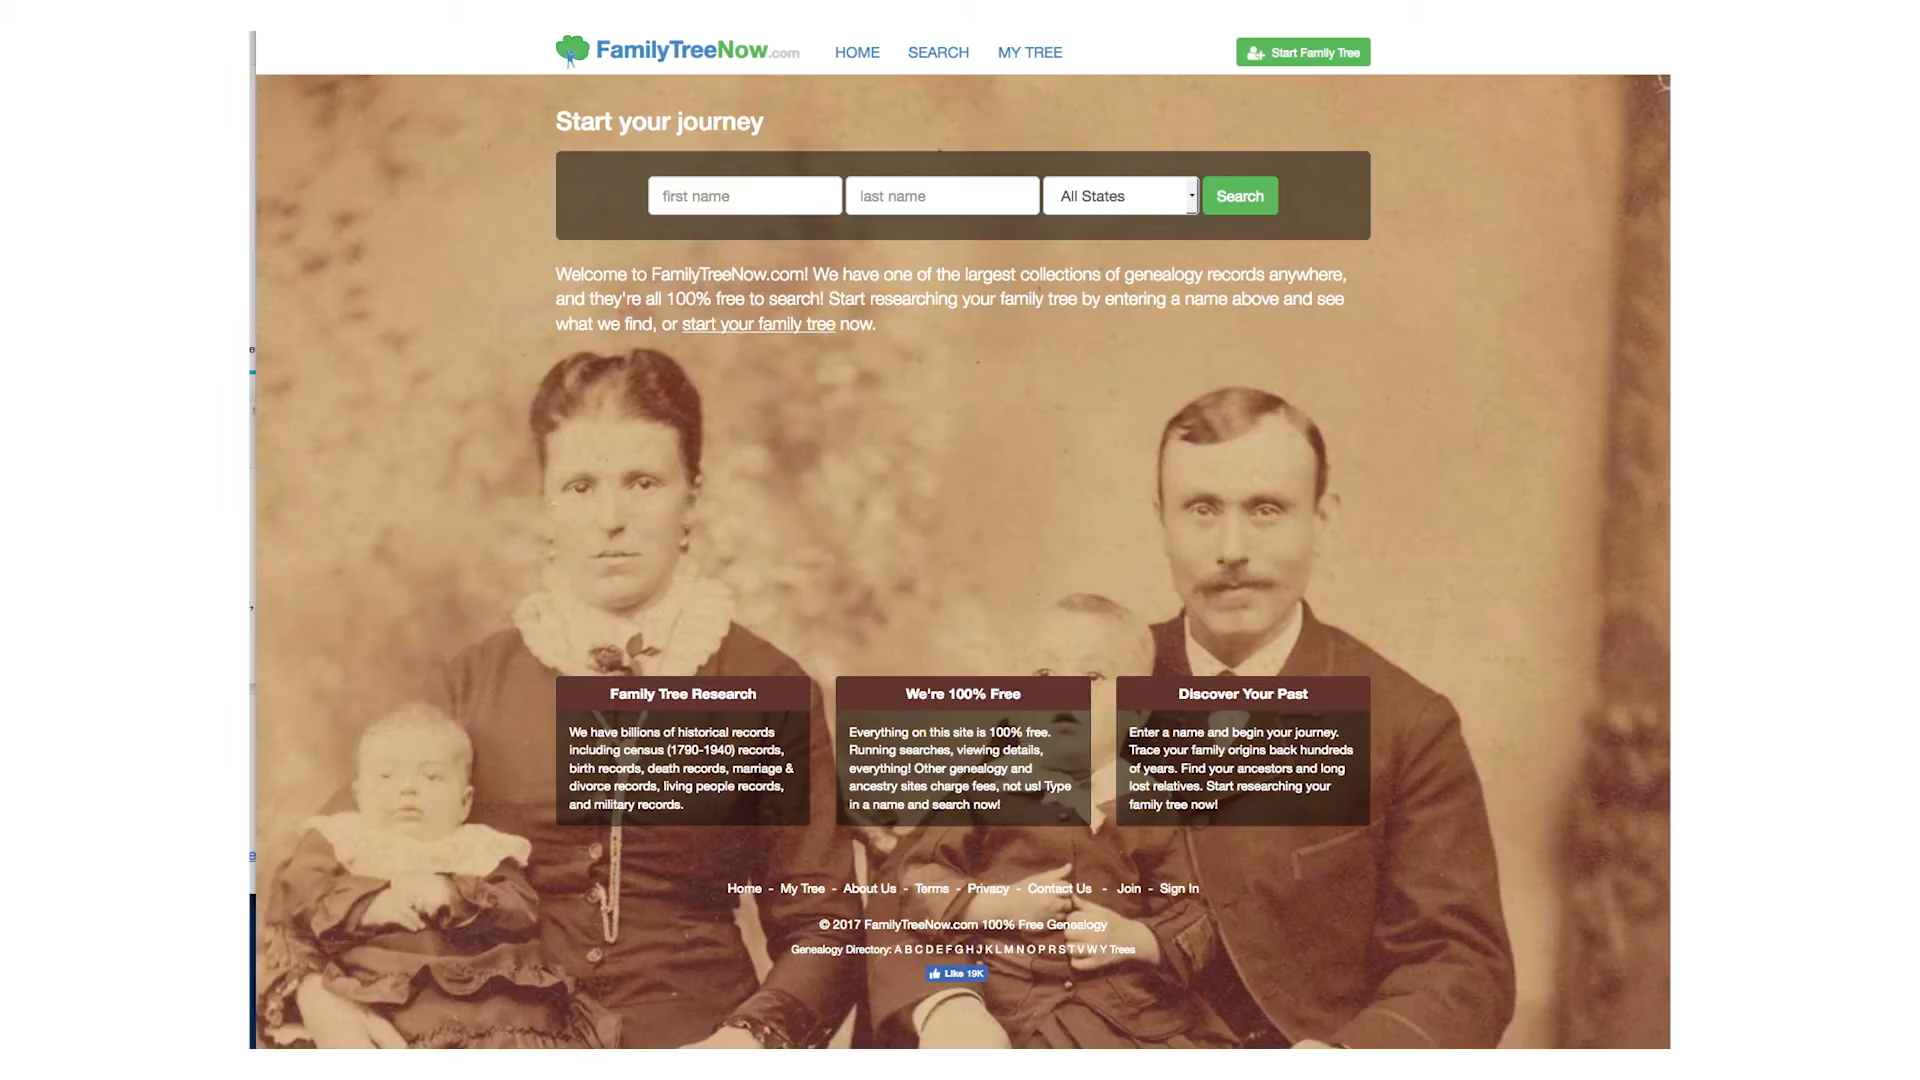 FamilyTreeNow.com
HOME
SEARCH
MY TREE
Start Family Tree
Start your journey
first name
last name
All States
Search
Welcome to FamilyTreeNow.com! We have one of the largest collections of genealogy records anywhere,
and they're all 100% free to search! Start researching your family tree by entering a name above and see
what we find, or start your family tree now.
Family Tree Research
We have billions of historical records
including census (1790-1940) records,
birth records, death records, marriage &
divorce records, living people records,
and military records.
We're 100% Free
Everything on this site is 100% free.
Running searches, viewing details,
everything! Other genealogy and
ancestry sites charge fees, not us! Type
in a name and search now!
Discover Your Past
Enter a name and begin your journey.
Trace your family origins back hundreds
of years. Find your ancestors and long
lost relatives. Start researching your
family tree now!
Home - My Tree - About Us - Terms - Privacy - Contact Us - Join - Sign In
© 2017 FamilyTreeNow.com 100% Free Genealogy
Genealogy Directory: A B C D E F G H J K L M N O P R S T V W Y Trees
Like 19K